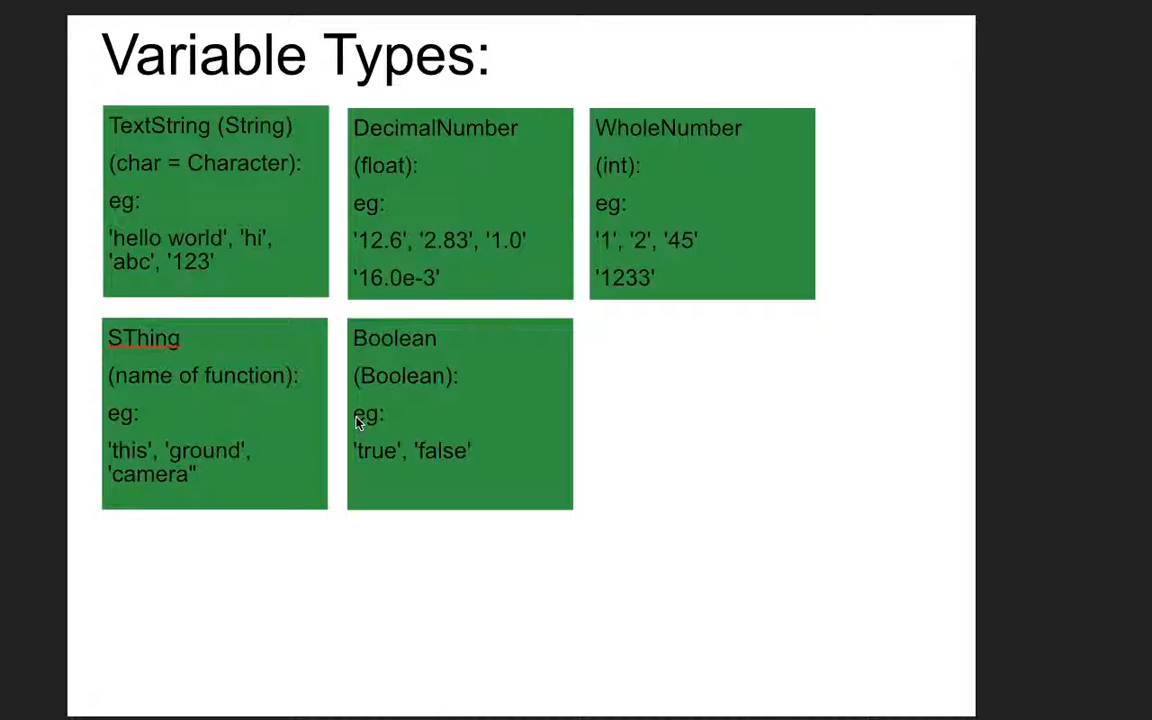 Variable Types:
TextString (String)
(char = Character):
eg:
'hello world', 'hi',
'abc', '123'
DecimalNumber
(float):
eg:
'12.6', '2.83', '1.0'
'16.0e-3'
WholeNumber
(int):
eg:
'1', '2', '45'
'1233'
SThing
(name of function):
eg:
'this', 'ground',
'camera"
Boolean
(Boolean):
eg:
'true', 'false'